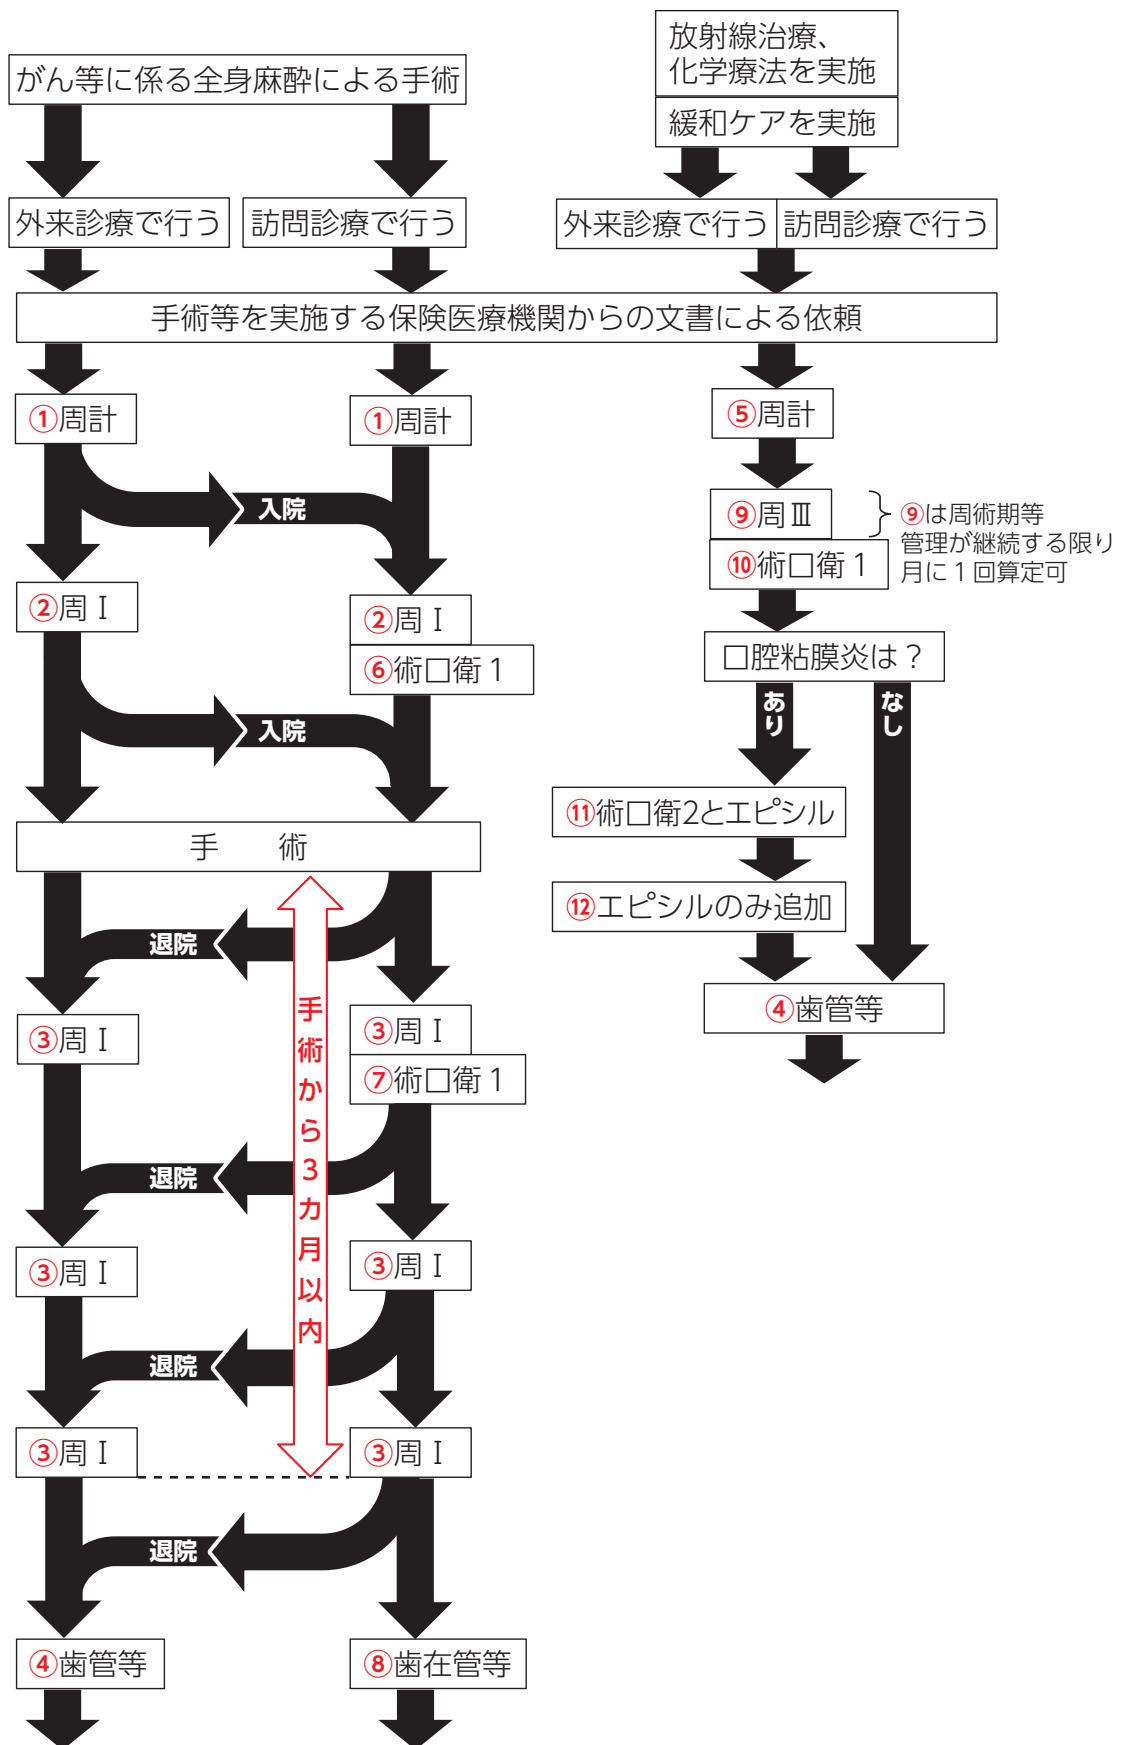 がん等に係る全身麻酔による手術
外来診療で行う
訪問診療で行う
放射線治療、
化学療法を実施
緩和ケアを実施
外来診療で行う
訪問診療で行う
手術等を実施する保険医療機関からの文書による依頼
①周計
①周計
入院
②周Ⅰ
②周Ⅰ
⑥術口衛1
入院
手　術
手術から3カ月以内
退院
③周Ⅰ
③周Ⅰ
⑦術口衛1
退院
③周Ⅰ
③周Ⅰ
退院
③周Ⅰ
③周Ⅰ
退院
④歯管等
⑧歯在管等
⑤周計
⑨周Ⅲ
⑩術口衛1
⑨は周術期等
管理が継続する限り
月に1回算定可
口腔粘膜炎は？
あり
なし
⑪術口衛2とエピシル
⑫エピシルのみ追加
④歯管等